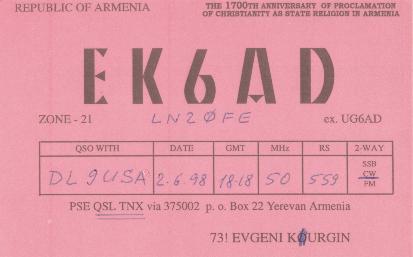 REPUBLIC OF ARMENIA
THE 1700TH ANNIVERSARY OF PROCLAMATION
OF CHRISTIANITY AS STATE RELIGION IN ARMENIA
EK6AD
ZONE - 21 LN20FE ex. UG6AD
QSO WITH DATE GMT MHz RS 2-WAY
SSB
DL9USA 2.6.98 18-18 50 559 CW
FM
PSE QSL TNX via 375002 p. o. Box 22 Yerevan Armenia
73! EVGENI KOURGIN